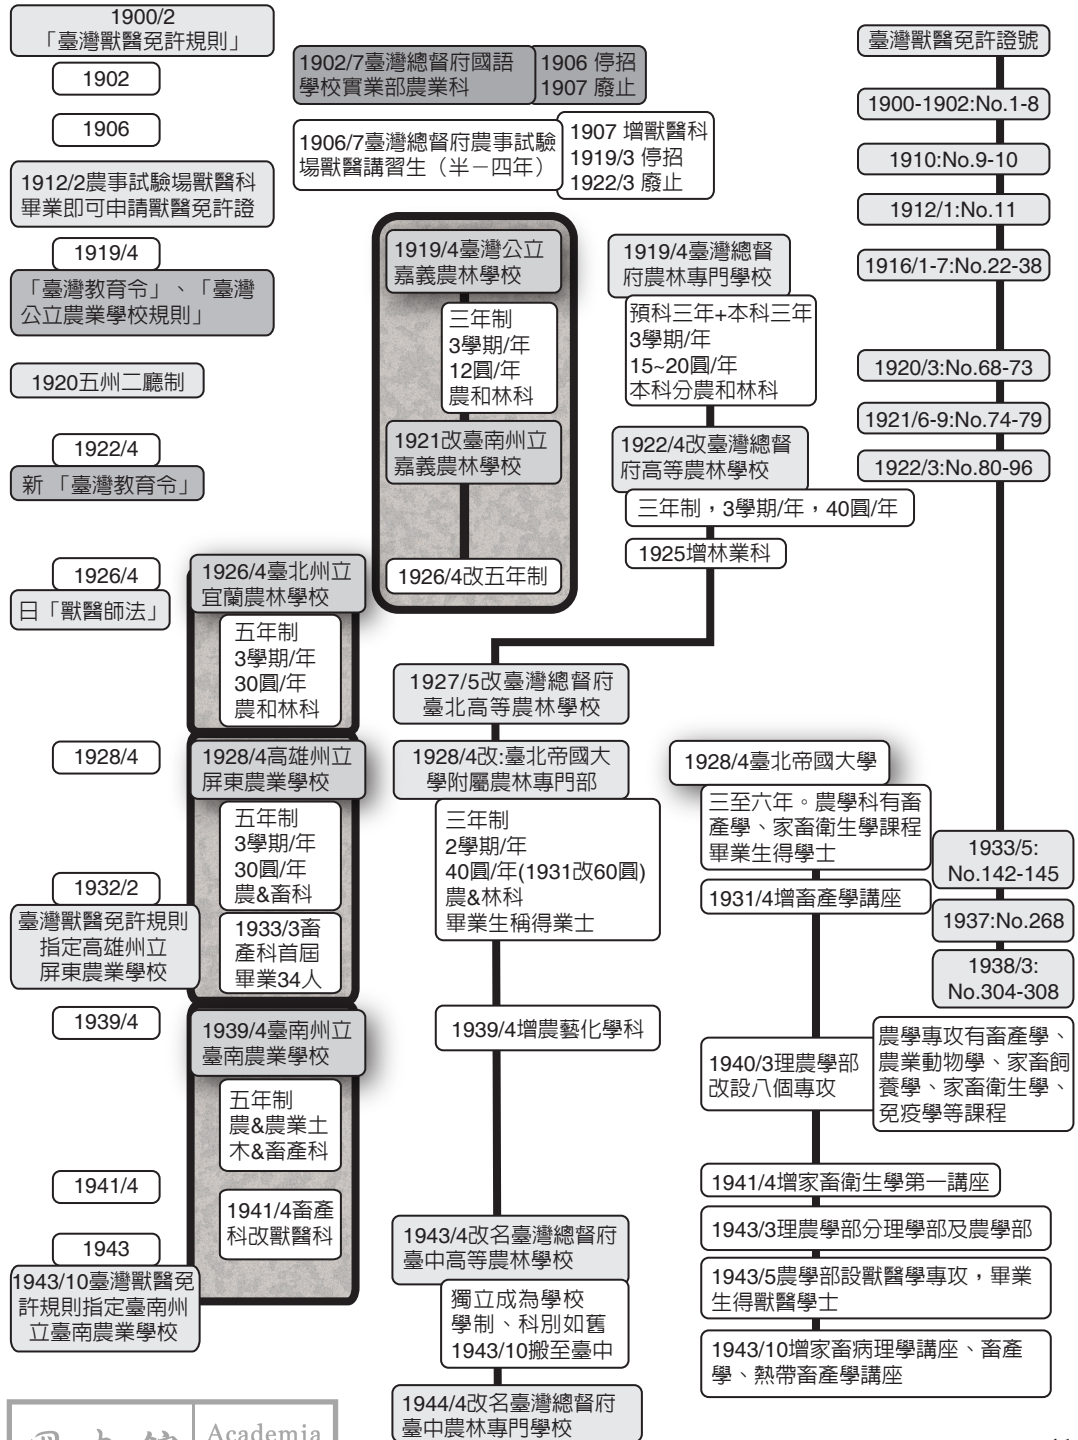 1900/2
「臺灣獸醫免許規則」
1902
1906
1912/2農事試驗場獸醫科
畢業即可申請獸醫免許證
1919/4
「臺灣教育令」、「臺灣
公立農業學校規則」
1920五州二廳制
1922/4
新「臺灣教育令」
1926/4
日「獸醫師法」
1928/4
1932/2
臺灣獸醫免許規則
指定高雄州立
屏東農業學校
1939/4
1941/4
1943
1943/10臺灣獸醫免
許規則指定臺南州
立臺南農業學校
1902/7臺灣總督府國語
學校實業部農業科
1906 停招
1907 廢止
1906/7臺灣總督府農事試驗
場獸醫講習生（半－四年）
1907 增獸醫科
1919/3 停招
1922/3 廢止
1919/4臺灣公立
嘉義農林學校
三年制
3學期/年
12圓/年
農和林科
1921改臺南州立
嘉義農林學校
1926/4改五年制
1926/4臺北州立
宜蘭農林學校
五年制
3學期/年
30圓/年
農和林科
1928/4高雄州立
屏東農業學校
五年制
3學期/年
30圓/年
農&畜科
1933/3畜
產科首屆
畢業34人
1939/4臺南州立
臺南農業學校
五年制
農&農業土
木&畜產科
1941/4畜產
科改獸醫科
1919/4臺灣總督
府農林專門學校
預科三年+本科三年
3學期/年
15~20圓/年
本科分農和林科
1922/4改臺灣總督
府高等農林學校
三年制，3學期/年，40圓/年
1925增林業科
1927/5改臺灣總督府
臺北高等農林學校
1928/4改:臺北帝國大
學附屬農林專門部
三年制
2學期/年
40圓/年(1931改60圓)
農&林科
畢業生稱得業士
1939/4增農藝化學科
1943/4改名臺灣總督府
臺中高等農林學校
獨立成為學校
學制、科別如舊
1943/10搬至臺中
1944/4改名臺灣總督府
臺中農林專門學校
1928/4臺北帝國大學
三至六年。農學科有畜
產學、家畜衛生學課程
畢業生得學士
1931/4增畜產學講座
1940/3理農學部
改設八個專攻
農學專攻有畜產學、
農業動物學、家畜飼
養學、家畜衛生學、
免疫學等課程
1941/4增家畜衛生學第一講座
1943/3理農學部分理學部及農學部
1943/5農學部設獸醫學專攻，畢業
生得獸醫學士
1943/10增家畜病理學講座、畜產
學、熱帶畜產學講座
臺灣獸醫免許證號
1900-1902:No.1-8
1910:No.9-10
1912/1:No.11
1916/1-7:No.22-38
1920/3:No.68-73
1921/6-9:No.74-79
1922/3:No.80-96
1933/5:
No.142-145
1937:No.268
1938/3:
No.304-308
Academia